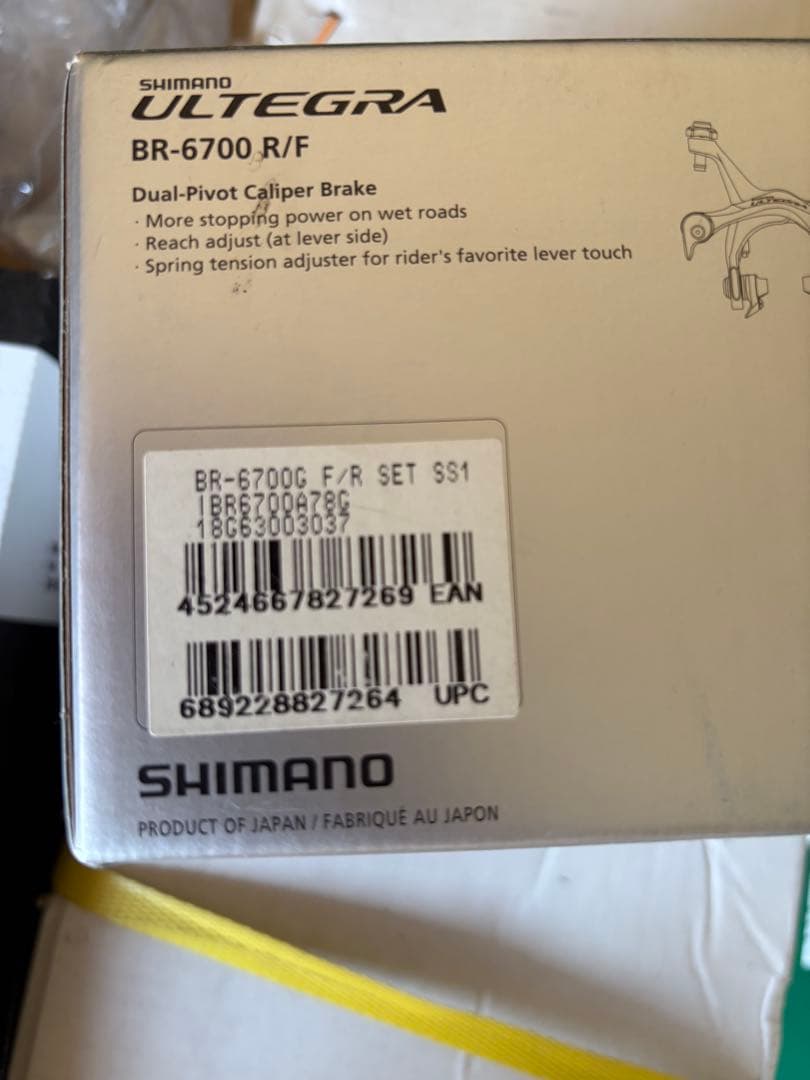 SHIMANO
ULTEGRA
BR-6700 R/F
Dual-Pivot Caliper Brake
· More stopping power on wet roads
· Reach adjust (at lever side)
· Spring tension adjuster for rider's favorite lever touch
ULTEGRA
BR-6700G F/R SET SS1
IBR6700A78G
18G63003037
4524667827269 EAN
689228827264 UPC
SHIMANO
PRODUCT OF JAPAN / FABRIQUÉ AU JAPON